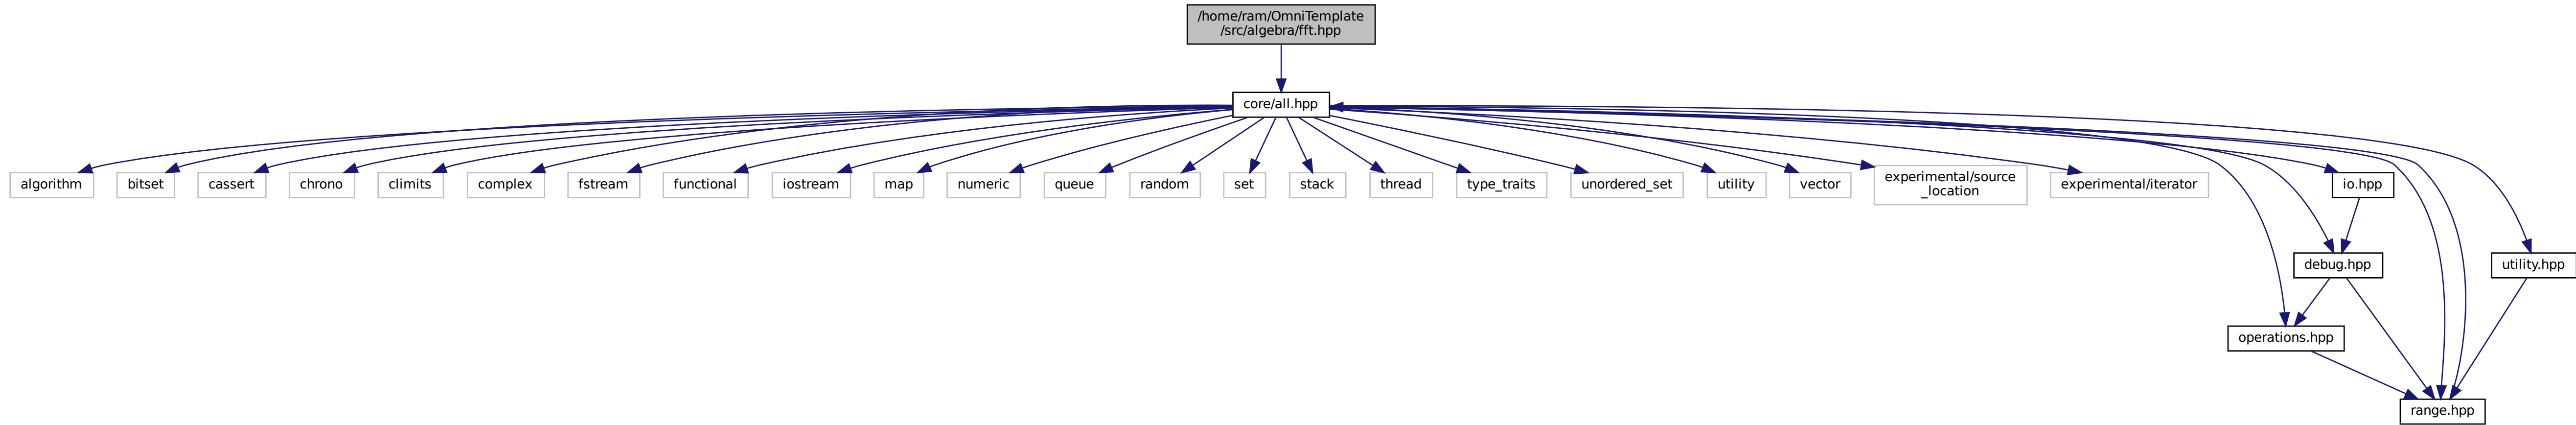 /home/ram/OmniTemplate
/src/algebra/fft.hpp
core/all.hpp
algorithm
bitset
cassert
chrono
climits
complex
fstream
functional
iostream
map
numeric
queue
random
set
stack
thread
type_traits
unordered_set
utility
vector
experimental/source
_location
experimental/iterator
io.hpp
debug.hpp
utility.hpp
operations.hpp
range.hpp